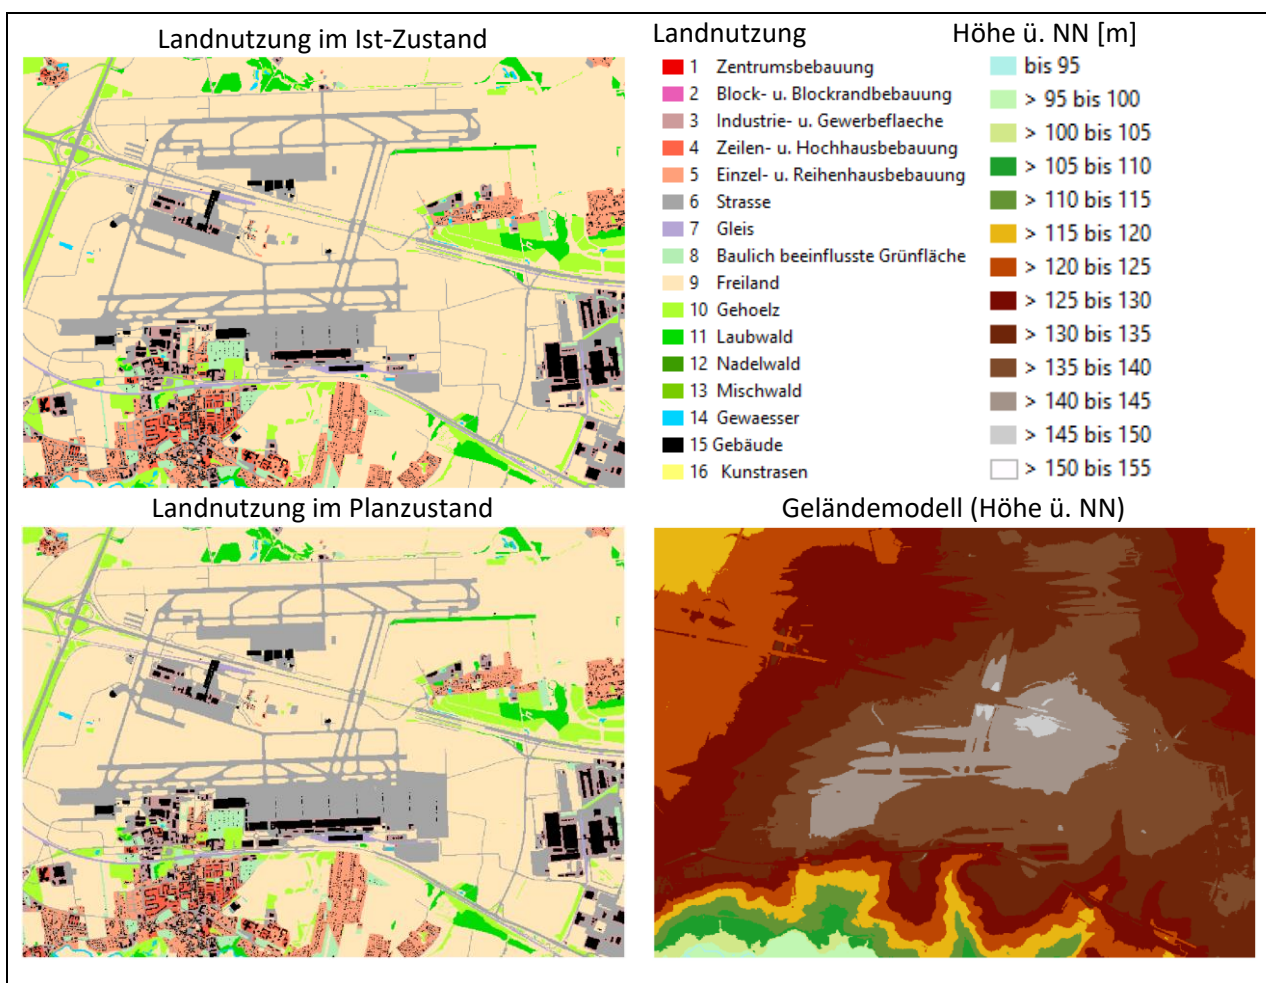 Landnutzung im Ist-Zustand
Landnutzung
1 Zentrumsbebauung
2 Block- u. Blockrandbebauung
3 Industrie- u. Gewerbeflaeche
4 Zeilen- u. Hochhausbebauung
5 Einzel- u. Reihenhausbebauung
6 Strasse
7 Gleis
8 Baulich beeinflusste Grünfläche
9 Freiland
10 Gehoelz
11 Laubwald
12 Nadelwald
13 Mischwald
14 Gewaesser
15 Gebäude
16 Kunstrasen
Höhe ü. NN [m]
bis 95
> 95 bis 100
> 100 bis 105
> 105 bis 110
> 110 bis 115
> 115 bis 120
> 120 bis 125
> 125 bis 130
> 130 bis 135
> 135 bis 140
> 140 bis 145
> 145 bis 150
> 150 bis 155
Landnutzung im Planzustand
Geländemodell (Höhe ü. NN)